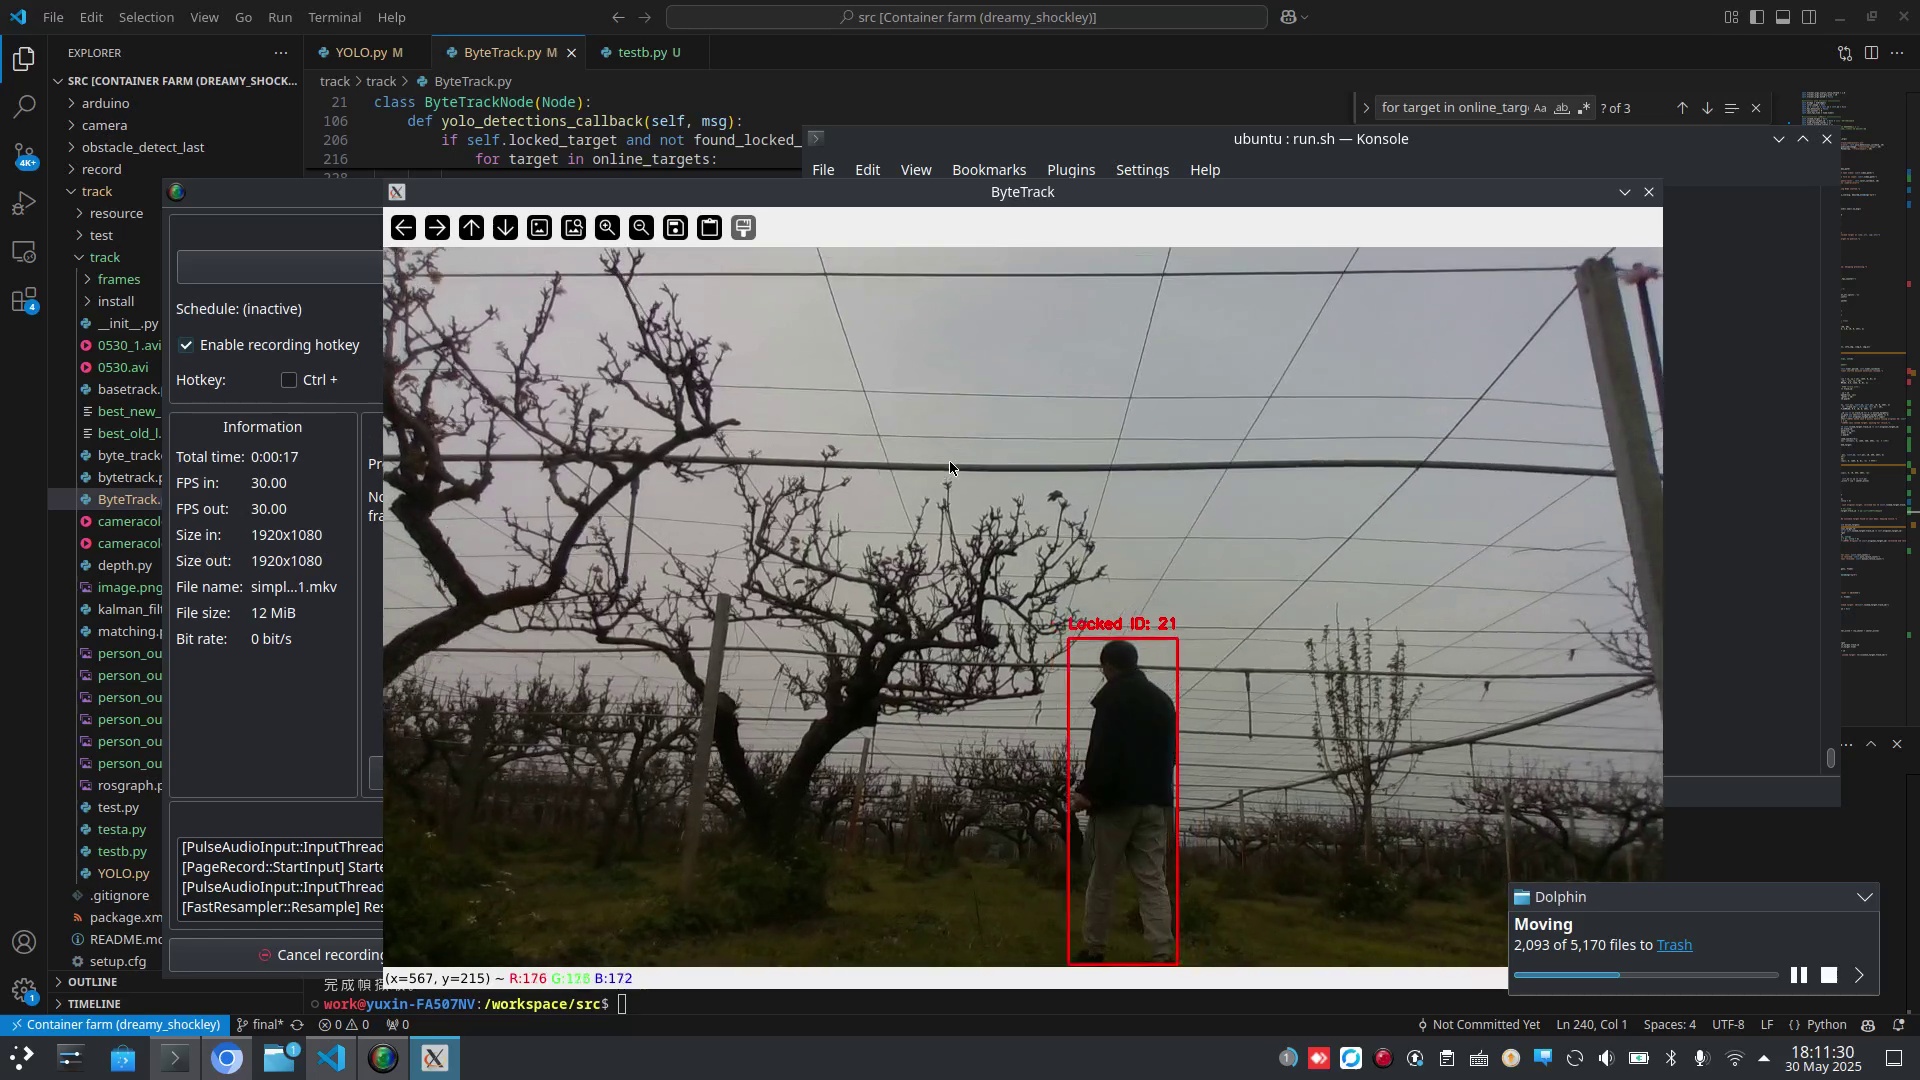 File Edit Selection View Go Run Terminal Help
src [Container farm (dreamy_shockley)]
EXPLORER
YOLO.py M
ByteTrack.py M
testb.py U
SRC [CONTAINER FARM (DREAMY_SHOCK...
track > track > ByteTrack.py
arduino
camera
obstacle_detect_last
record
track
resource
test
track
frames
install
__init__.py
0530_1.avi
0530.avi
basetrack.
best_new_
best_old_l.
byte_track
bytetrack.p
ByteTrack.
cameracol
cameracol
depth.py
image.png
kalman_filt
matching.p
person_ou
person_ou
person_ou
person_ou
person_ou
person_ou
rosgraph.p
test.py
testa.py
testb.py
YOLO.py
.gitignore
package.xm
README.md
setup.cfg
OUTLINE
TIMELINE
4K+
4
1
21 class ByteTrackNode(Node):
106 def yolo_detections_callback(self, msg):
206 if self.locked_target and not found_locked_
216 for target in online_targets:
for target in online_targ
Aa ab .*
? of 3
ubuntu : run.sh — Konsole
File Edit View Bookmarks Plugins Settings Help
ByteTrack
Schedule: (inactive)
Enable recording hotkey
Hotkey: Ctrl +
Information
Total time: 0:00:17
FPS in: 30.00
FPS out: 30.00
Size in: 1920x1080
Size out: 1920x1080
File name: simpl...1.mkv
File size: 12 MiB
Bit rate: 0 bit/s
Pr
No
fra
[PulseAudioInput::InputThread
[PageRecord::StartInput] Starte
[PulseAudioInput::InputThread
[FastResampler::Resample] Res
Cancel recording
Locked ID: 21
(x=567, y=215) ~ R:176 G:176 B:172
work@yuxin-FA507NV:/workspace/src$
Dolphin
Moving
2,093 of 5,170 files to Trash
Container farm (dreamy_shockley)
final*
0 0
0
Not Committed Yet
Ln 240, Col 1
Spaces: 4
UTF-8
LF
{} Python
1
1
18:11:30
30 May 2025